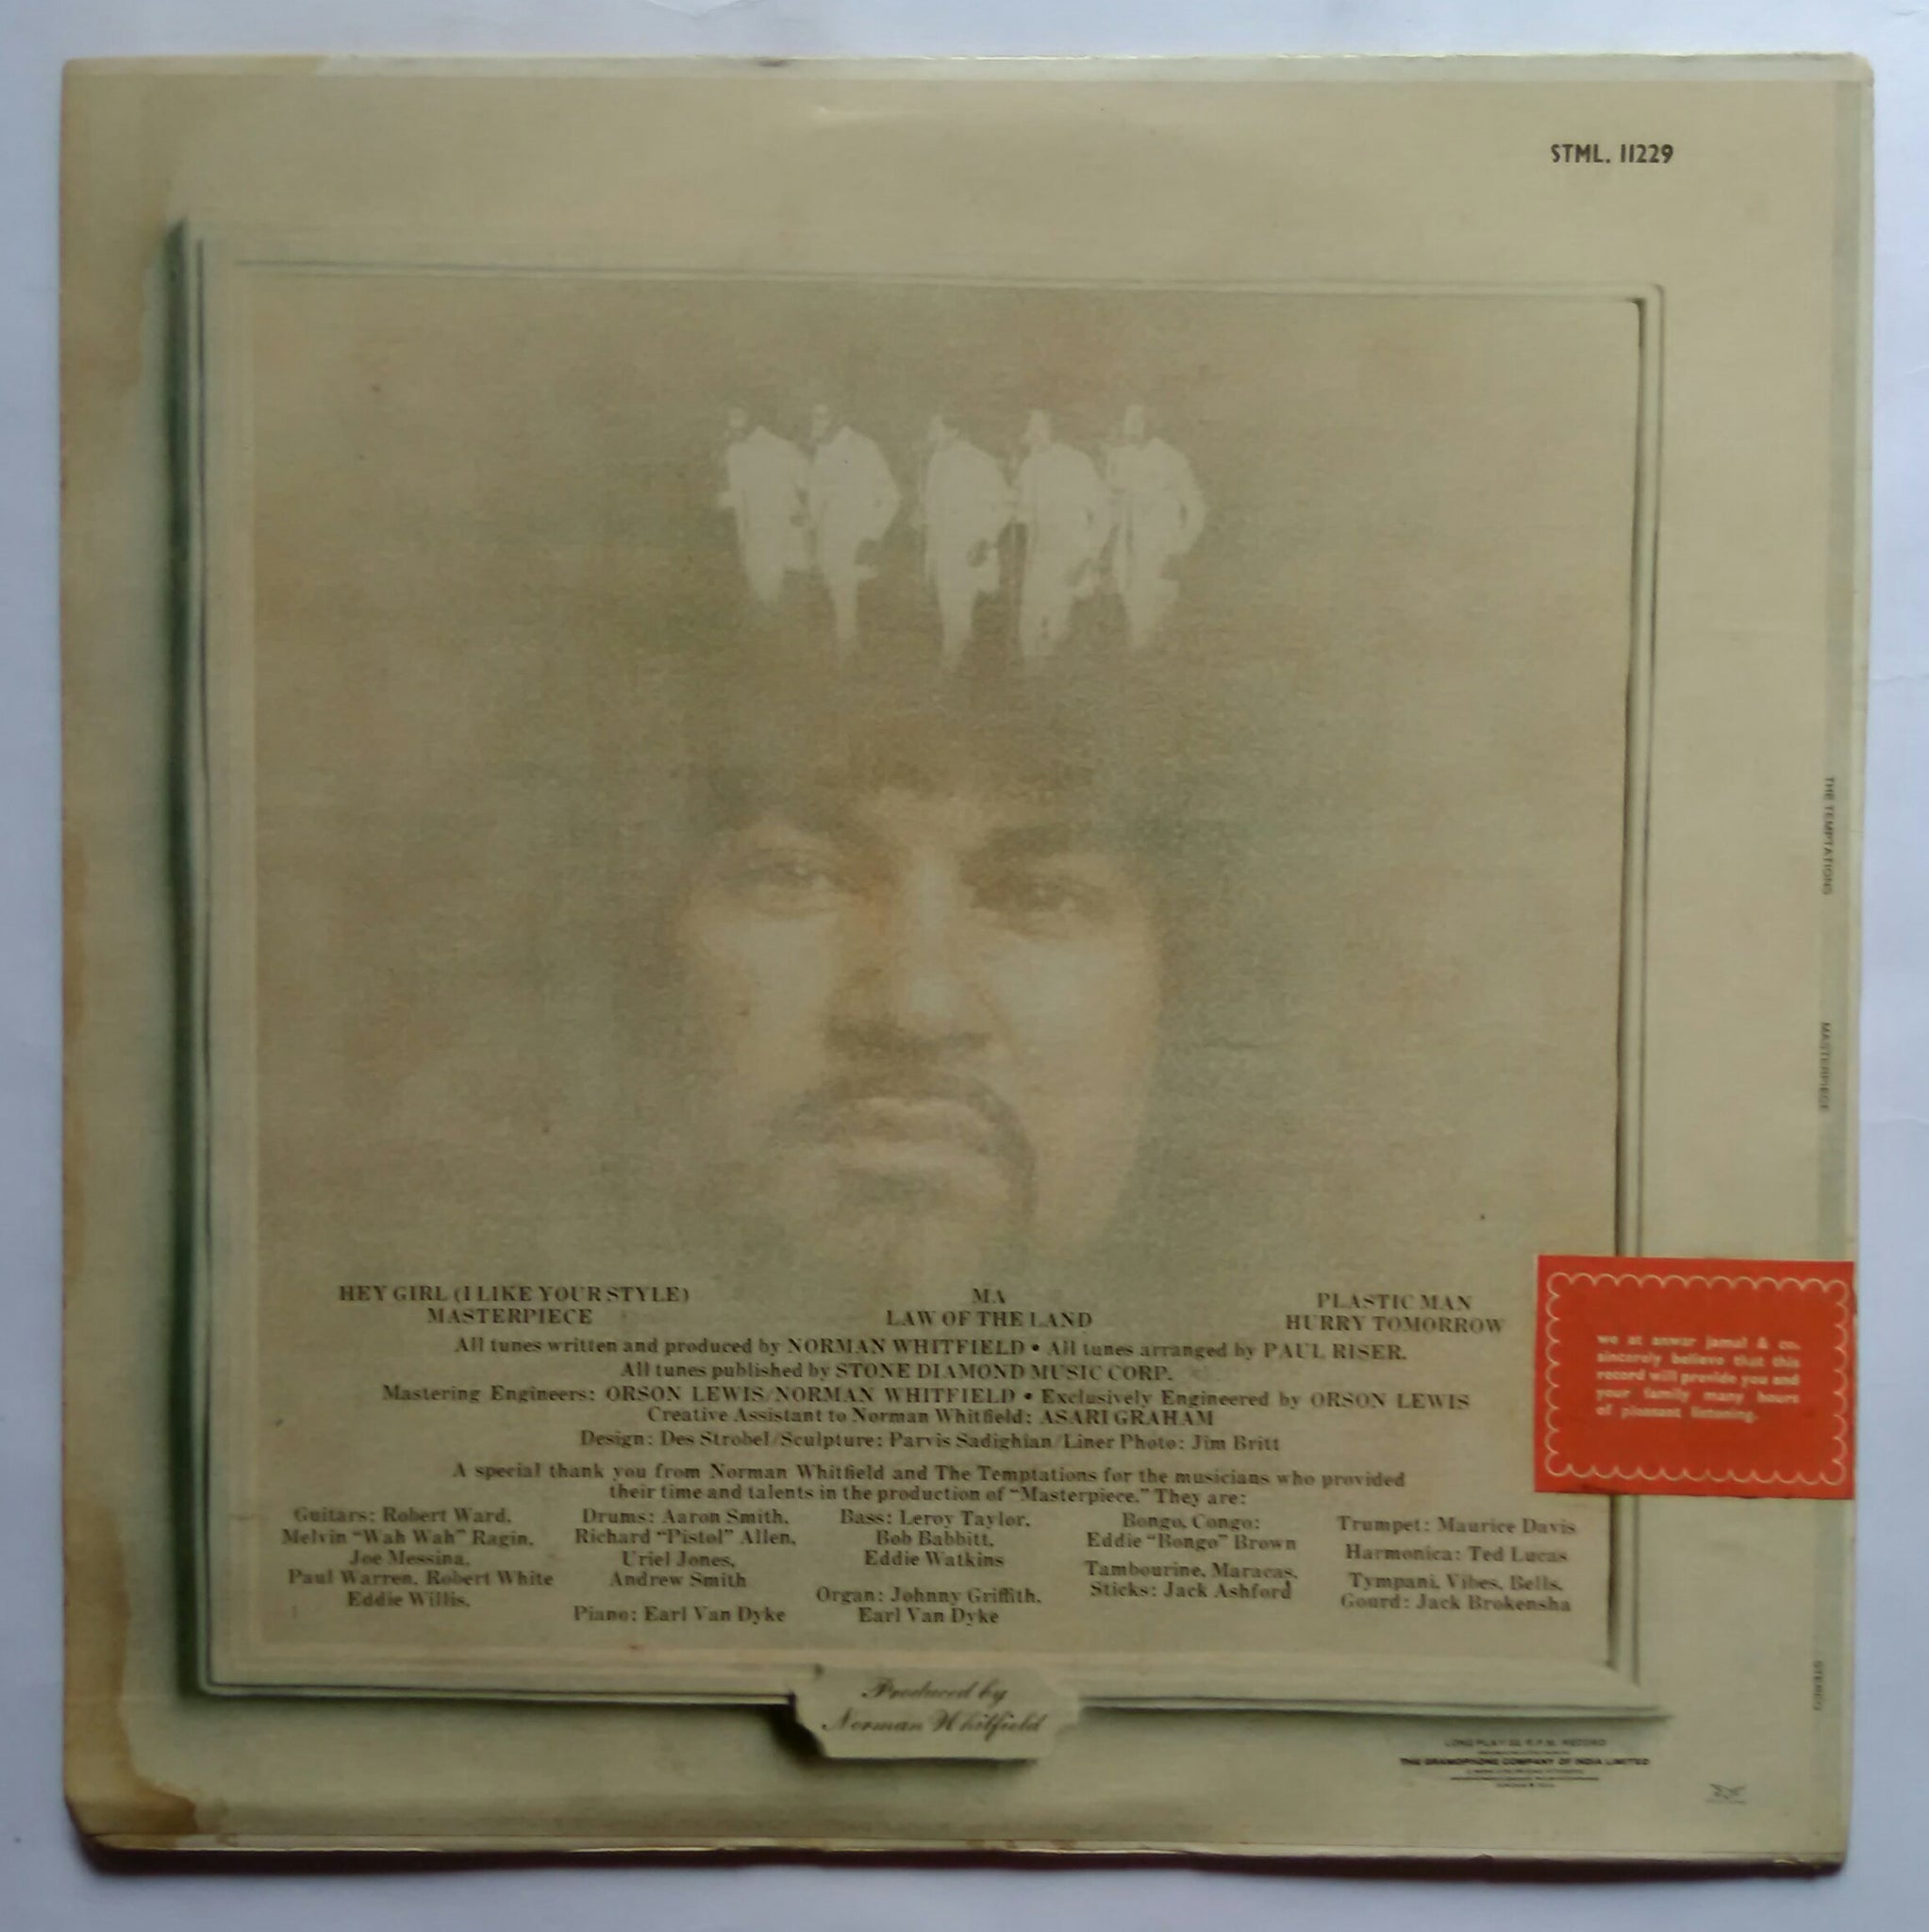 STML. 11229
THE TEMPTATIONS
MASTERPIECE
STEREO
HEY GIRL (I LIKE YOUR STYLE)
MASTERPIECE
MA
LAW OF THE LAND
PLASTIC MAN
HURRY TOMORROW
All tunes written and produced by NORMAN WHITFIELD • All tunes arranged by PAUL RISER.
All tunes published by STONE DIAMOND MUSIC CORP.
Mastering Engineers: ORSON LEWIS/NORMAN WHITFIELD • Exclusively Engineered by ORSON LEWIS
Creative Assistant to Norman Whitfield: ASARI GRAHAM
Design: Des Strobel/Sculpture: Parvis Sadighian/Liner Photo: Jim Britt
A special thank you from Norman Whitfield and The Temptations for the musicians who provided
their time and talents in the production of “Masterpiece.” They are:
Guitars: Robert Ward,
Melvin “Wah Wah” Ragin,
Joe Messina,
Paul Warren, Robert White
Eddie Willis,
Drums: Aaron Smith,
Richard “Pistol” Allen,
Uriel Jones,
Andrew Smith
Piano: Earl Van Dyke
Bass: Leroy Taylor,
Bob Babbitt,
Eddie Watkins
Organ: Johnny Griffith,
Earl Van Dyke
Bongo, Congo:
Eddie “Bongo” Brown
Tambourine, Maracas,
Sticks: Jack Ashford
Trumpet: Maurice Davis
Harmonica: Ted Lucas
Tympani, Vibes, Bells,
Gourd: Jack Brokensha
we at anwar jamal & co.
sincerely believe that this
record will provide you and
your family many hours
of pleasant listening.
Produced by
Norman Whitfield
LONG PLAY 33 R.P.M. RECORD
THE GRAMOPHONE COMPANY OF INDIA LIMITED